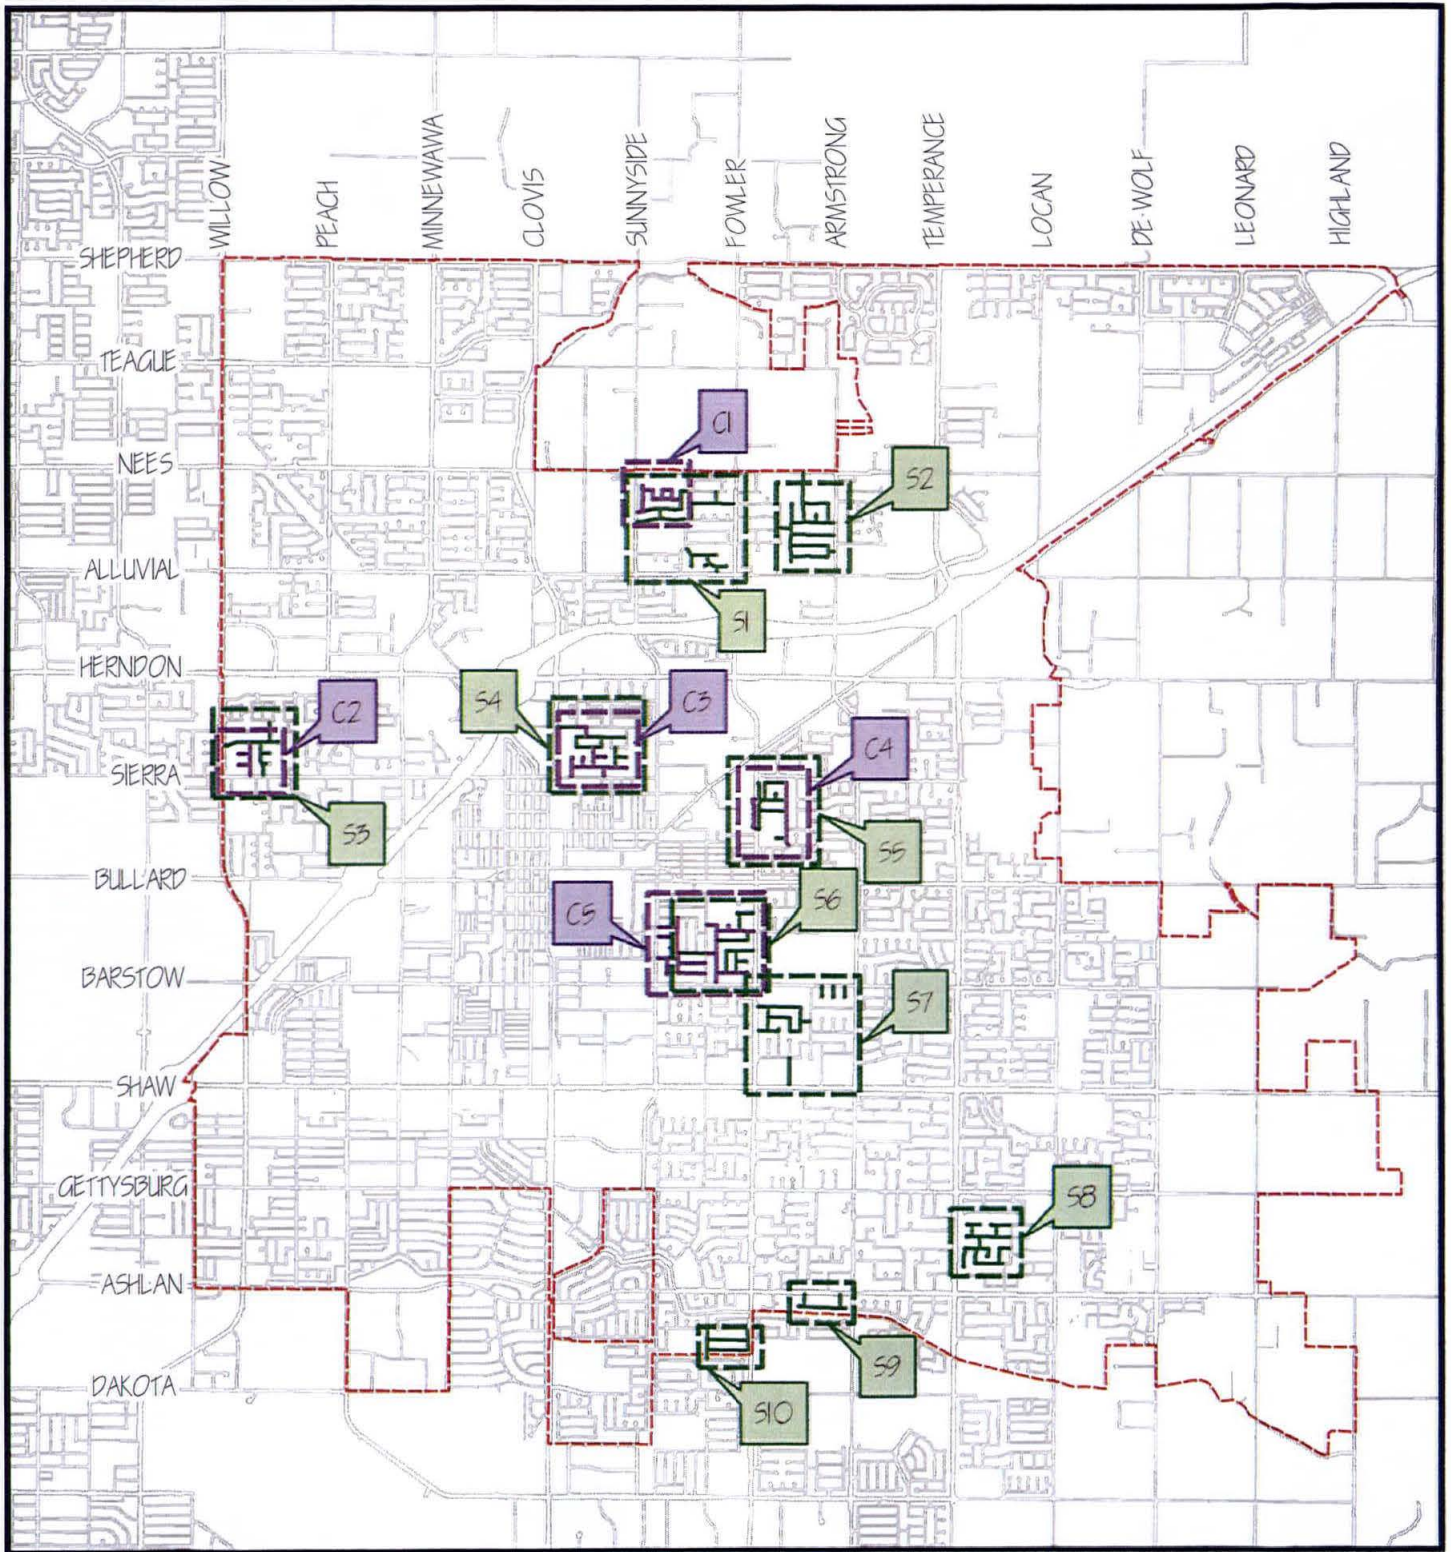 WILLOW
PEACH
MINNEWAWA
CLOVIS
SUNNYSIDE
FOWLER
ARMSTRONG
TEMPERANCE
LOCAN
DE WOLF
LEONARD
HIGHLAND
SHEPHERD
TEAGUE
C1
NEES
S2
ALLUVIAL
S1
HERNDON
S4
C3
C2
C4
SIERRA
S3
S5
BULLARD
C5
S6
BARSTOW
S7
SHAW
GETTYSBURG
S8
ASHLAN
S9
DAKOTA
S10